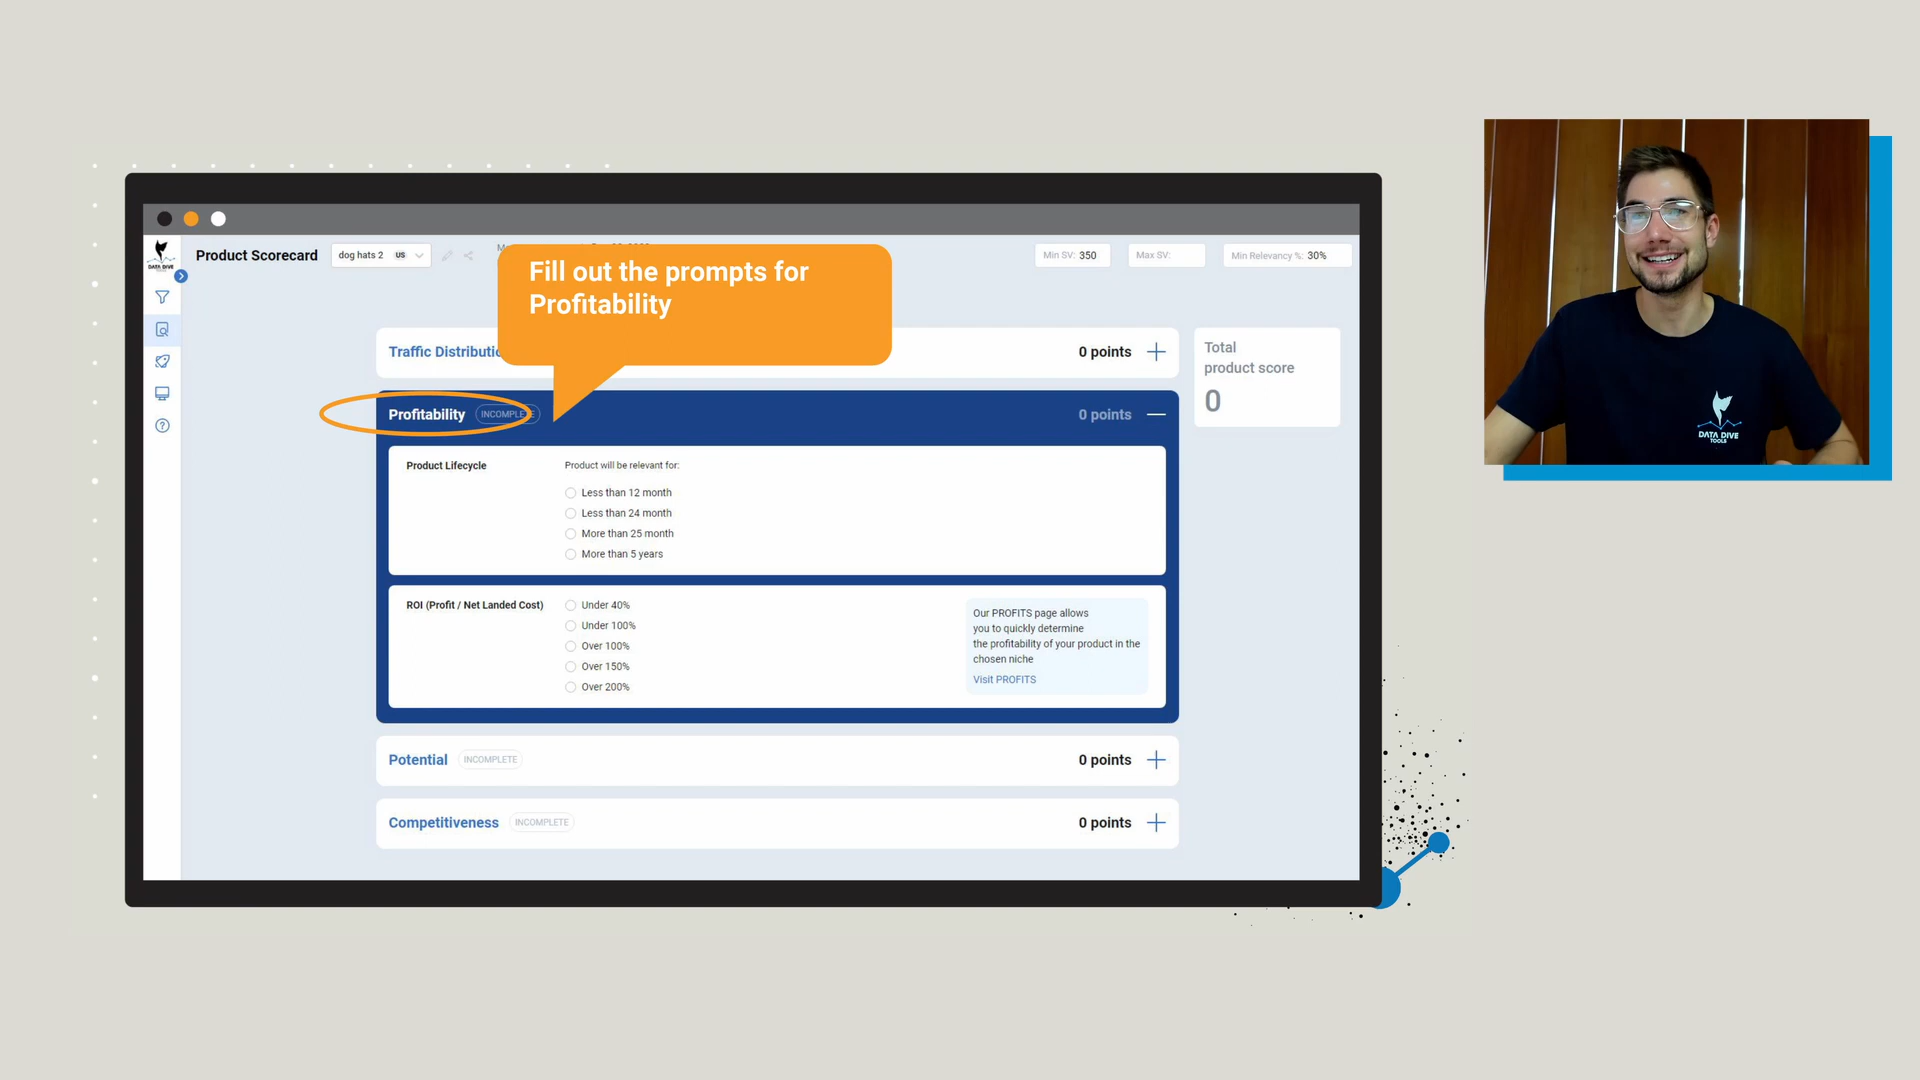 DATA DIVE
TOOLS
Product Scorecard
dog hats 2 US
Min SV: 350
Max SV:
Min Relevancy %: 30%
Fill out the prompts for
Profitability
Traffic
0 points
Total
product score
0
Profitability INCOMPLETE
0 points
Product Lifecycle
Product will be relevant for:
Less than 12 month
Less than 24 month
More than 25 month
More than 5 years
ROI (Profit / Net Landed Cost)
Under 40%
Under 100%
Over 100%
Over 150%
Over 200%
Our PROFITS page allows
you to quickly determine
the profitability of your product in the
chosen niche
Visit PROFITS
Potential INCOMPLETE
0 points
Competitiveness INCOMPLETE
0 points
DATA DIVE
TOOLS